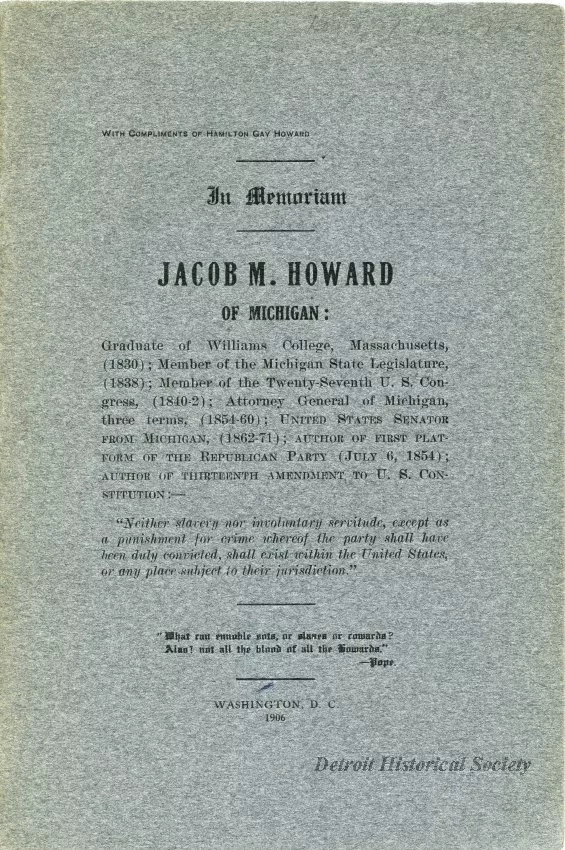 WITH COMPLIMENTS OF HAMILTON GAY HOWARD
In Memoriam
JACOB M. HOWARD
OF MICHIGAN:
Graduate of Williams College, Massachusetts,
(1830); Member of the Michigan State Legislature,
(1838); Member of the Twenty-Seventh U. S. Con-
gress, (1840-2); Attorney General of Michigan,
three terms, (1854-60); UNITED STATES SENATOR
FROM MICHIGAN, (1862-71); AUTHOR OF FIRST PLAT-
FORM OF THE REPUBLICAN PARTY (JULY 6, 1854);
AUTHOR OF THIRTEENTH AMENDMENT TO U. S. CON-
STITUTION:—
"Neither slavery nor involuntary servitude, except as
a punishment for crime whereof the party shall have
been duly convicted, shall exist within the United States,
or any place subject to their jurisdiction."
"What can ennoble sots, or slaves or cowards?
Alas! not all the blood of all the Howards."
—Pope.
WASHINGTON, D. C.
1906
Detroit Historical Society